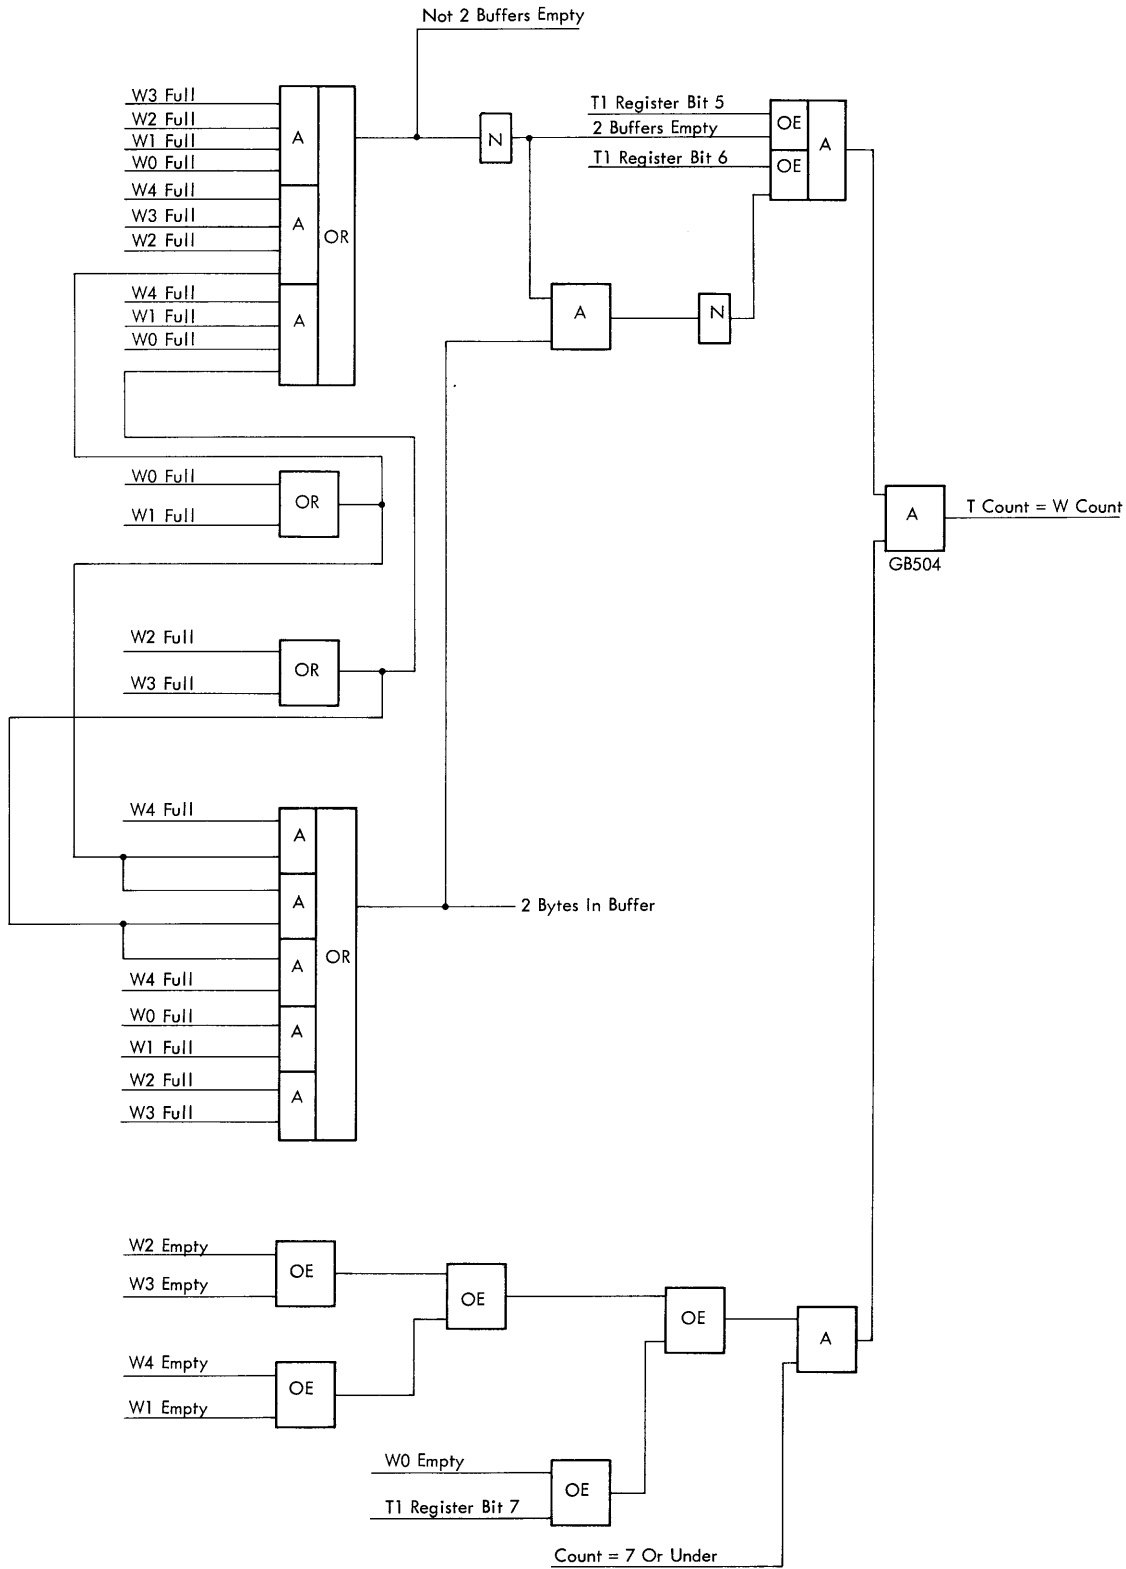 Not 2 Buffers Empty
W3 Full
W2 Full
W1 Full
W0 Full
A
W4 Full
W3 Full
W2 Full
A
OR
W4 Full
W1 Full
W0 Full
A
N
T1 Register Bit 5
2 Buffers Empty
T1 Register Bit 6
OE
OE
A
A
N
W0 Full
W1 Full
OR
A
GB504
T Count = W Count
W2 Full
W3 Full
OR
W4 Full
A
A
A
W4 Full
W0 Full
A
W1 Full
W2 Full
A
W3 Full
OR
2 Bytes In Buffer
W2 Empty
W3 Empty
OE
OE
W4 Empty
W1 Empty
OE
OE
A
W0 Empty
T1 Register Bit 7
OE
Count = 7 Or Under